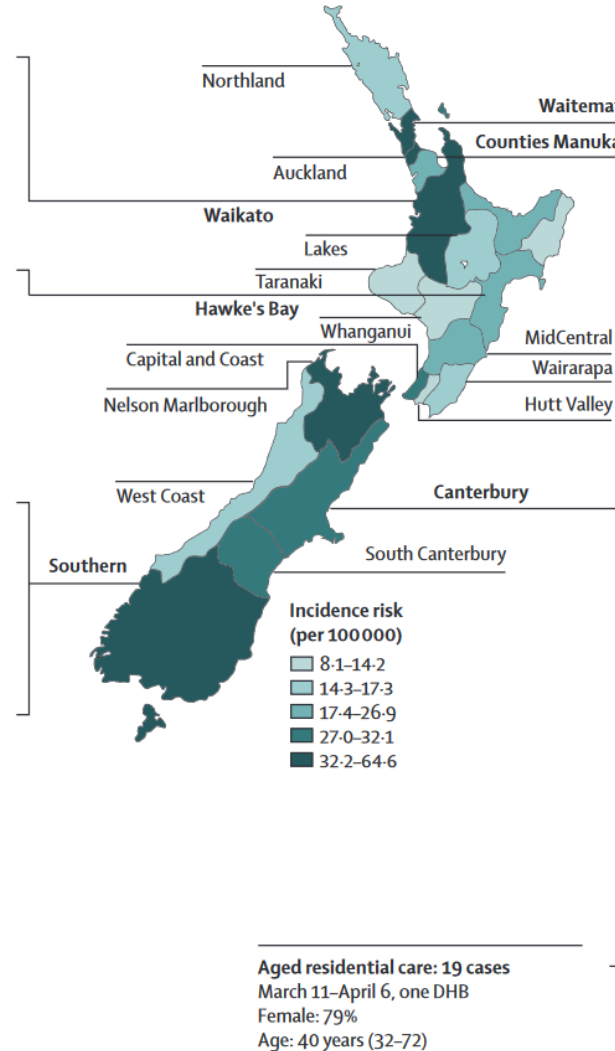 Northland
Waitemat
Counties Manuka
Auckland
Waikato
Lakes
Taranaki
Hawke's Bay
Whanganui
MidCentral
Capital and Coast
Wairarapa
Nelson Marlborough
Hutt Valley
West Coast
Canterbury
South Canterbury
Southern
Incidence risk
(per 100 000)
8·1–14·2
14·3–17·3
17·4–26·9
27·0–32·1
32·2–64·6
Aged residential care: 19 cases
March 11–April 6, one DHB
Female: 79%
Age: 40 years (32–72)